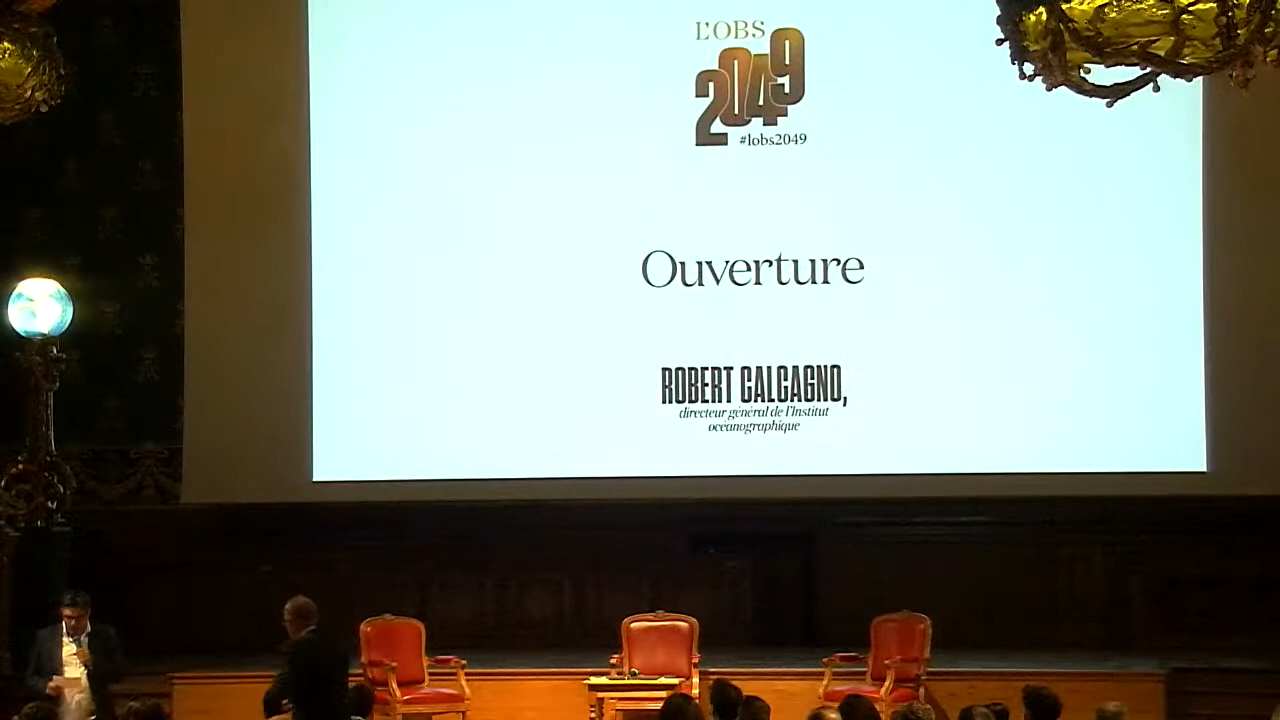 L'OBS
2049
#lobs2049
Ouverture
ROBERT CALCAGNO,
directeur général de l'Institut
océanographique